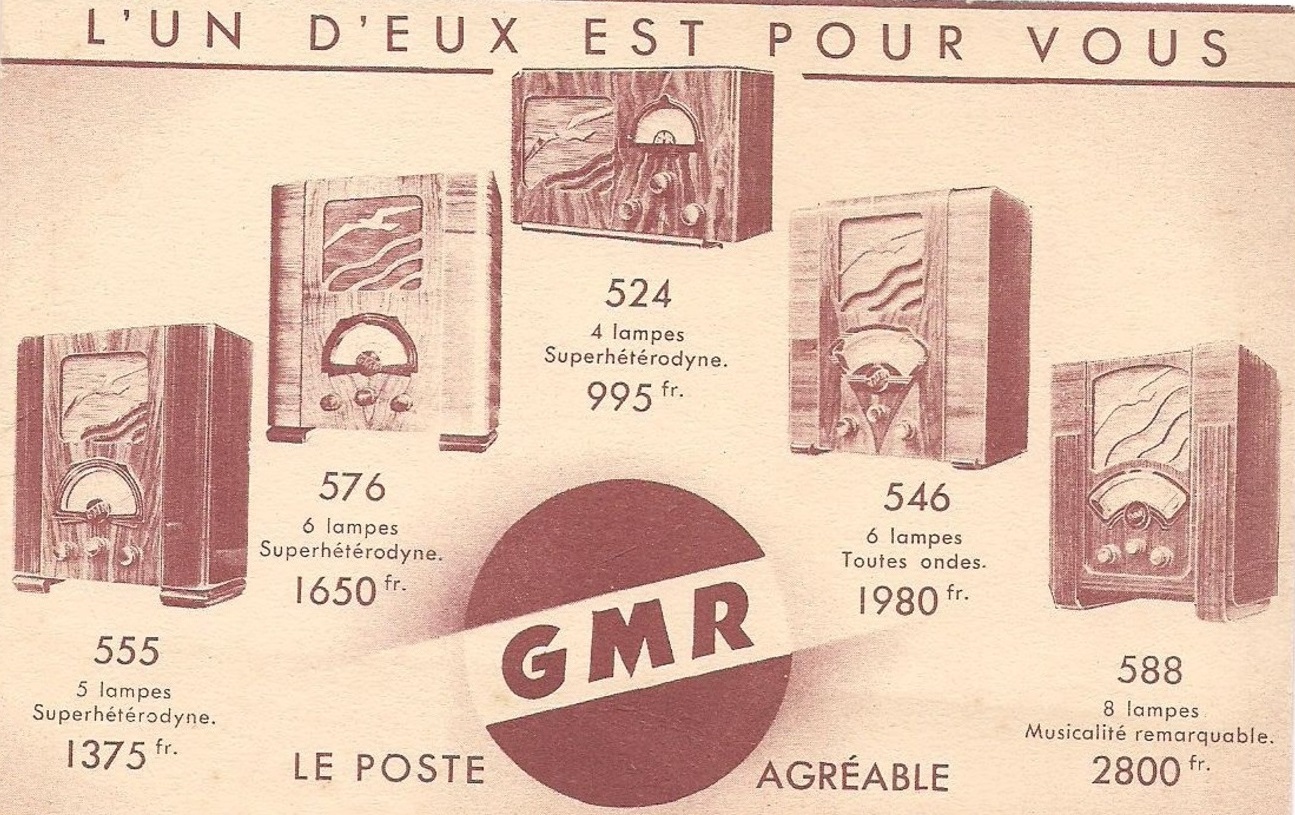 L'UN D'EUX EST POUR VOUS
524
4 lampes
Superhétérodyne.
995 fr.
576
6 lampes
Superhétérodyne.
1650 fr.
546
6 lampes
Toutes ondes.
1980 fr.
555
5 lampes
Superhétérodyne.
1375 fr.
588
8 lampes
Musicalité remarquable.
2800 fr.
GMR
LE POSTE AGRÉABLE